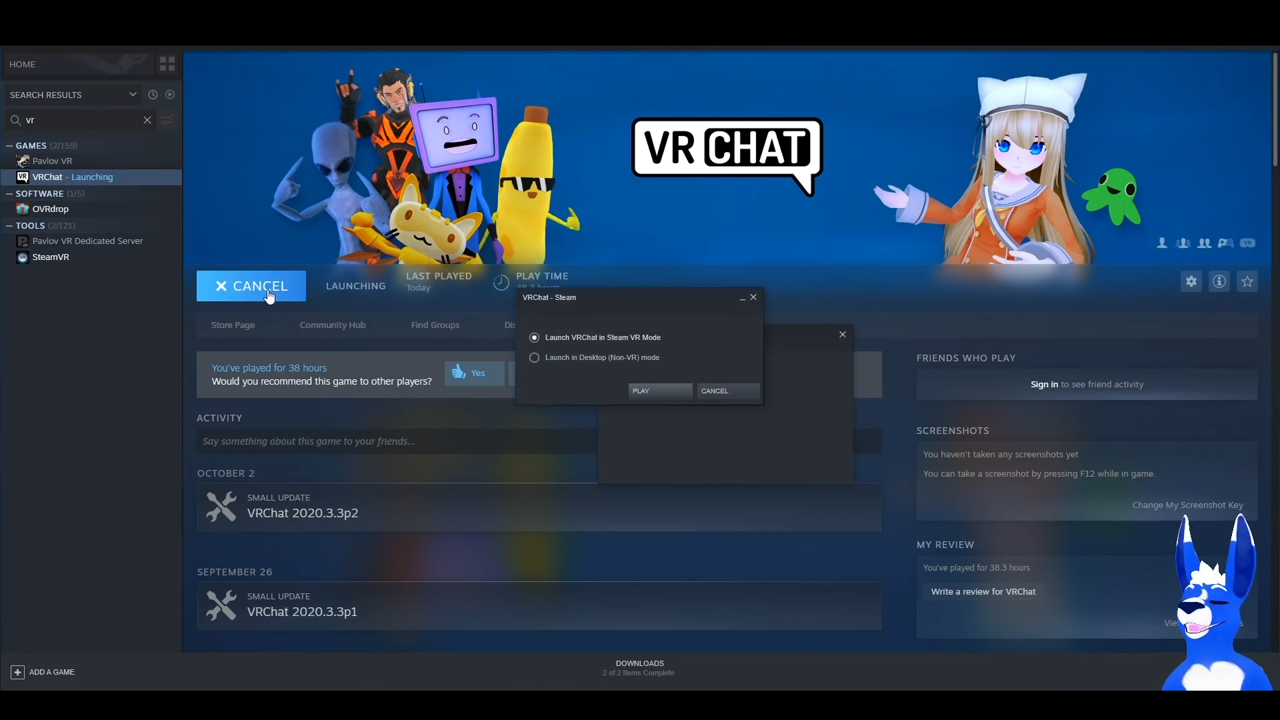 HOME
SEARCH RESULTS
vr
GAMES (2/159)
Pavlov VR
VR VRChat - Launching
SOFTWARE (1/5)
OVRdrop
TOOLS (2/121)
Pavlov VR Dedicated Server
SteamVR
VR CHAT
CANCEL
LAUNCHING
LAST PLAYED
Today
PLAY TIME
38.3 hours
VRChat - Steam
Launch VRChat in Steam VR Mode
Launch in Desktop (Non-VR) mode
PLAY
CANCEL
Store Page
Community Hub
Find Groups
You've played for 38 hours
Would you recommend this game to other players?
Yes
ACTIVITY
Say something about this game to your friends...
OCTOBER 2
SMALL UPDATE
VRChat 2020.3.3p2
SEPTEMBER 26
SMALL UPDATE
VRChat 2020.3.3p1
FRIENDS WHO PLAY
Sign in to see friend activity
SCREENSHOTS
You haven't taken any screenshots yet
You can take a screenshot by pressing F12 while in game.
Change My Screenshot Key
MY REVIEW
You've played for 38.3 hours
Write a review for VRChat
ADD A GAME
DOWNLOADS
2 of 2 Items Complete